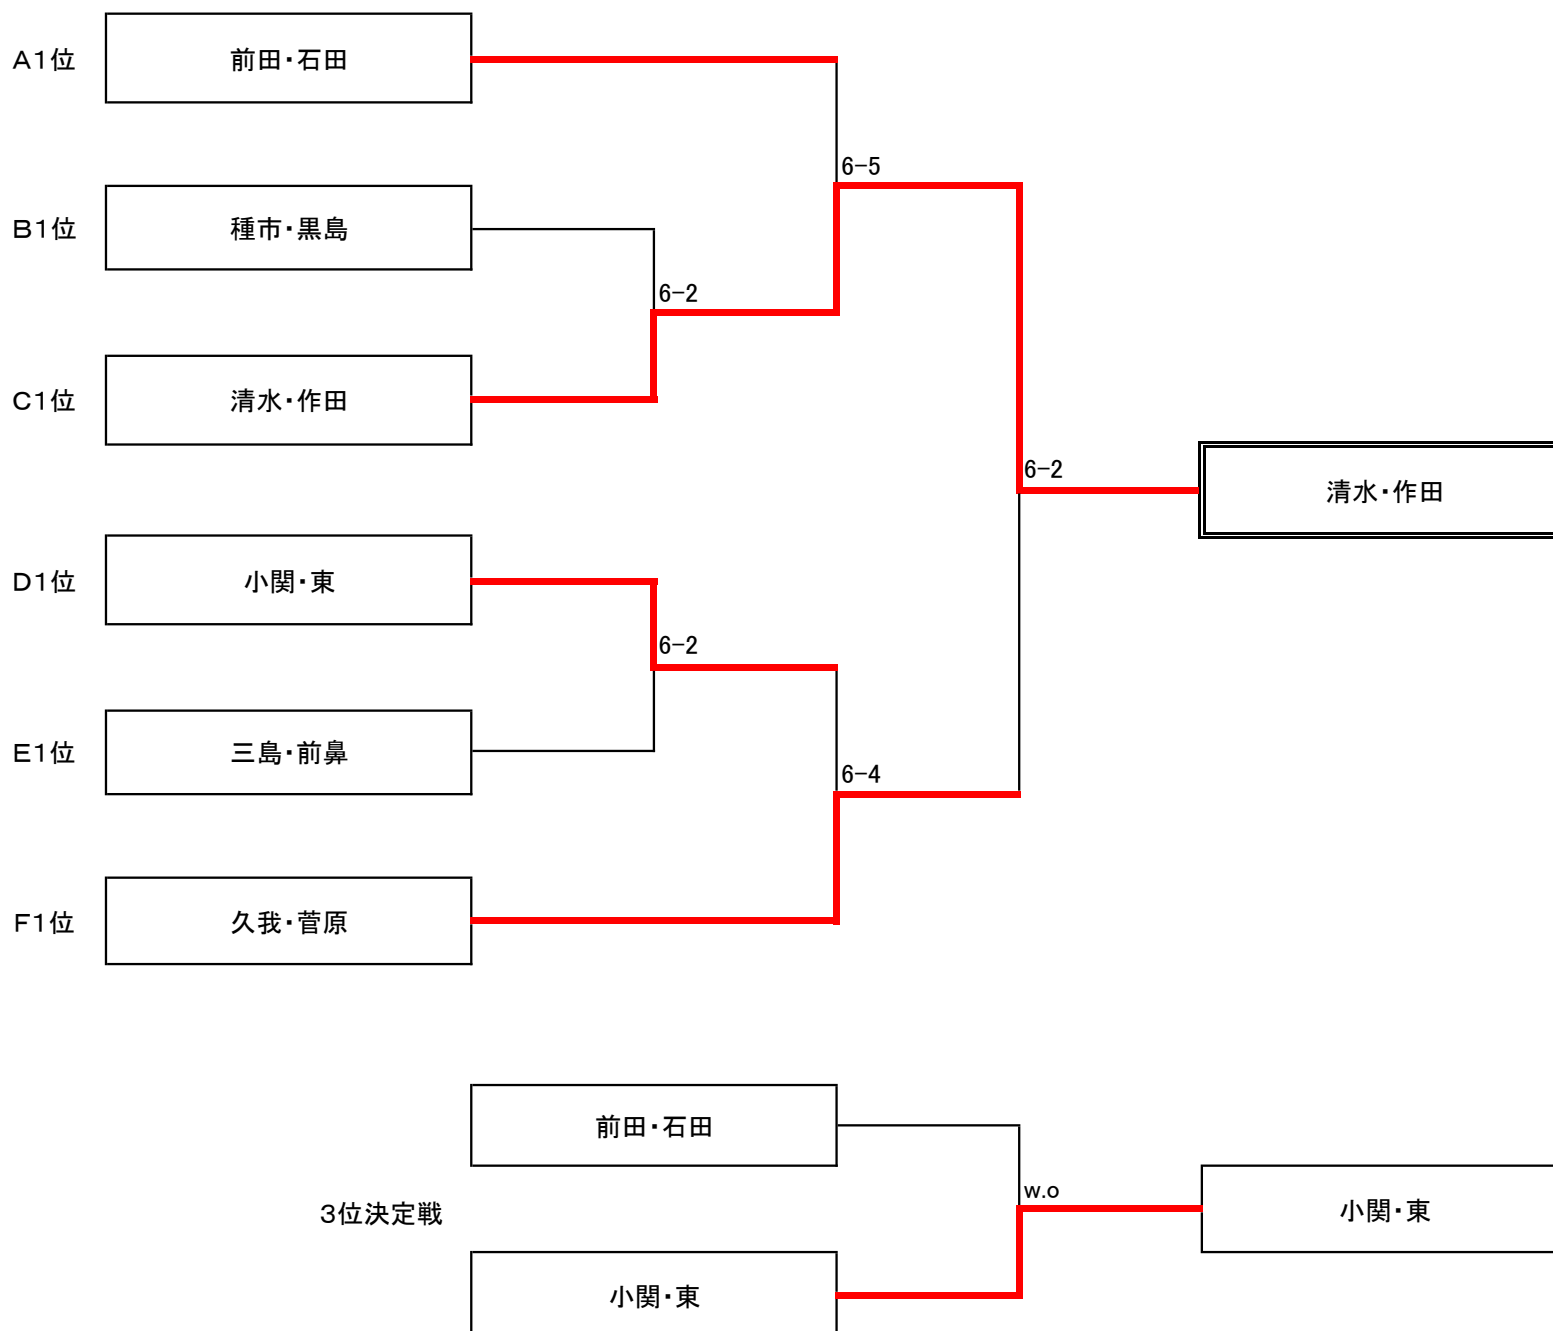 A1位 前田・石田
6-5
B1位 種市・黒島
6-2
C1位 清水・作田
6-2
清水・作田
D1位 小関・東
6-2
E1位 三島・前鼻
6-4
F1位 久我・菅原
前田・石田
w.o
3位決定戦
小関・東
小関・東